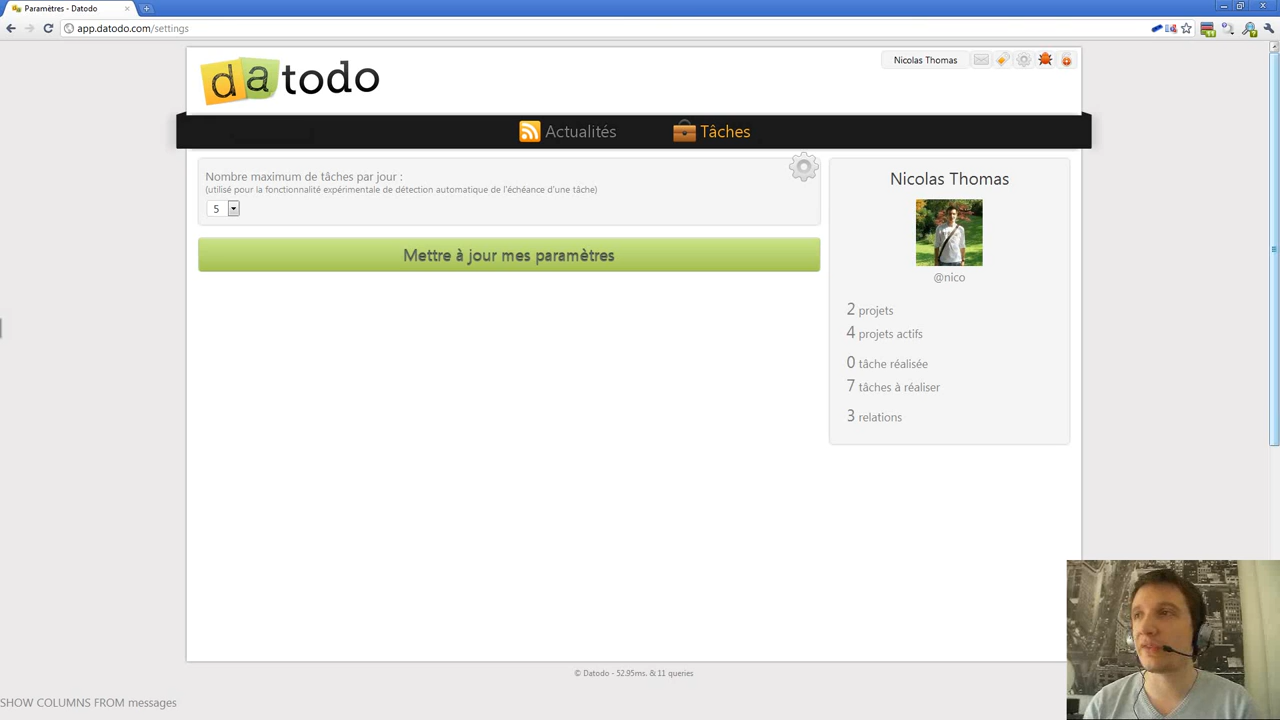 Paramètres - Datodo
app.datodo.com/settings
datodo
Nicolas Thomas
Actualités
Tâches
Nombre maximum de tâches par jour :
(utilisé pour la fonctionnalité expérimentale de détection automatique de l'échéance d'une tâche)
5
Mettre à jour mes paramètres
Nicolas Thomas
@nico
2 projets
4 projets actifs
0 tâche réalisée
7 tâches à réaliser
3 relations
© Datodo - 52.95ms. & 11 queries
SHOW COLUMNS FROM messages